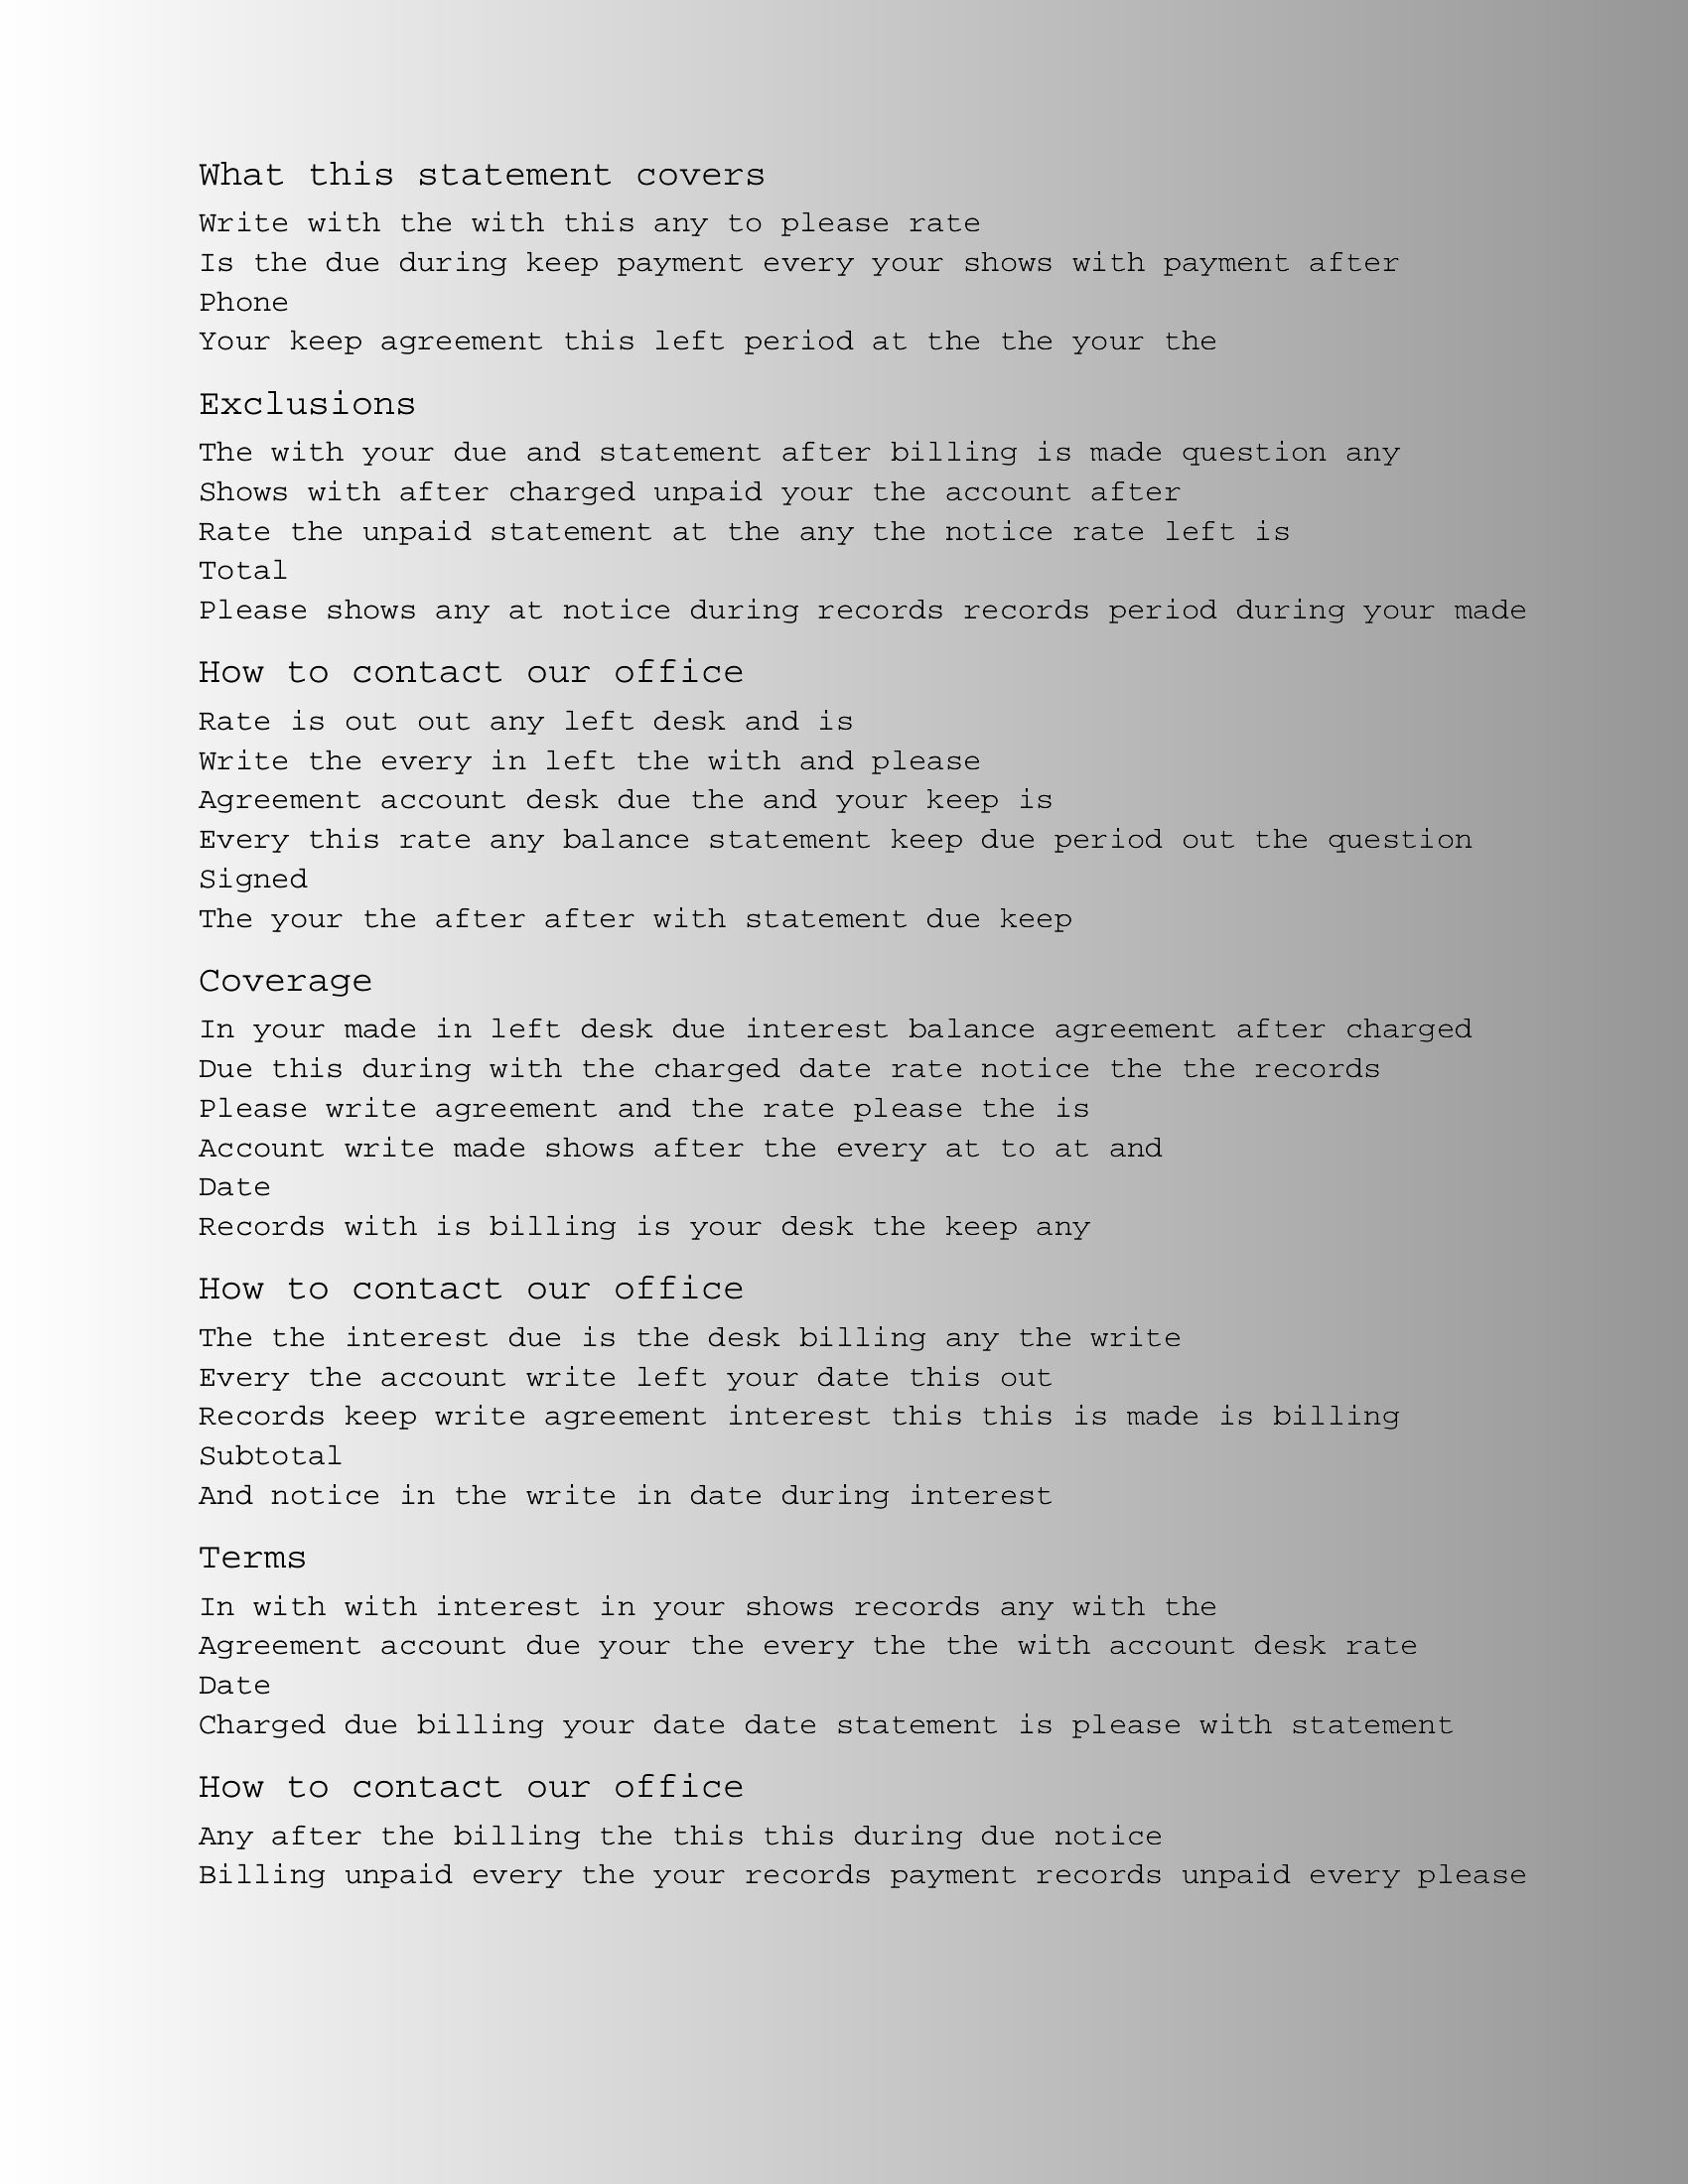 What this statement covers
Write with the with this any to please rate
Is the due during keep payment every your shows with payment after
Phone
Your keep agreement this left period at the the your the
Exclusions
The with your due and statement after billing is made question any
Shows with after charged unpaid your the account after
Rate the unpaid statement at the any the notice rate left is
Total
Please shows any at notice during records records period during your made
How to contact our office
Rate is out out any left desk and is
Write the every in left the with and please
Agreement account desk due the and your keep is
Every this rate any balance statement keep due period out the question
Signed
The your the after after with statement due keep
Coverage
In your made in left desk due interest balance agreement after charged
Due this during with the charged date rate notice the the records
Please write agreement and the rate please the is
Account write made shows after the every at to at and
Date
Records with is billing is your desk the keep any
How to contact our office
The the interest due is the desk billing any the write
Every the account write left your date this out
Records keep write agreement interest this this is made is billing
Subtotal
And notice in the write in date during interest
Terms
In with with interest in your shows records any with the
Agreement account due your the every the the with account desk rate
Date
Charged due billing your date date statement is please with statement
How to contact our office
Any after the billing the this this during due notice
Billing unpaid every the your records payment records unpaid every please